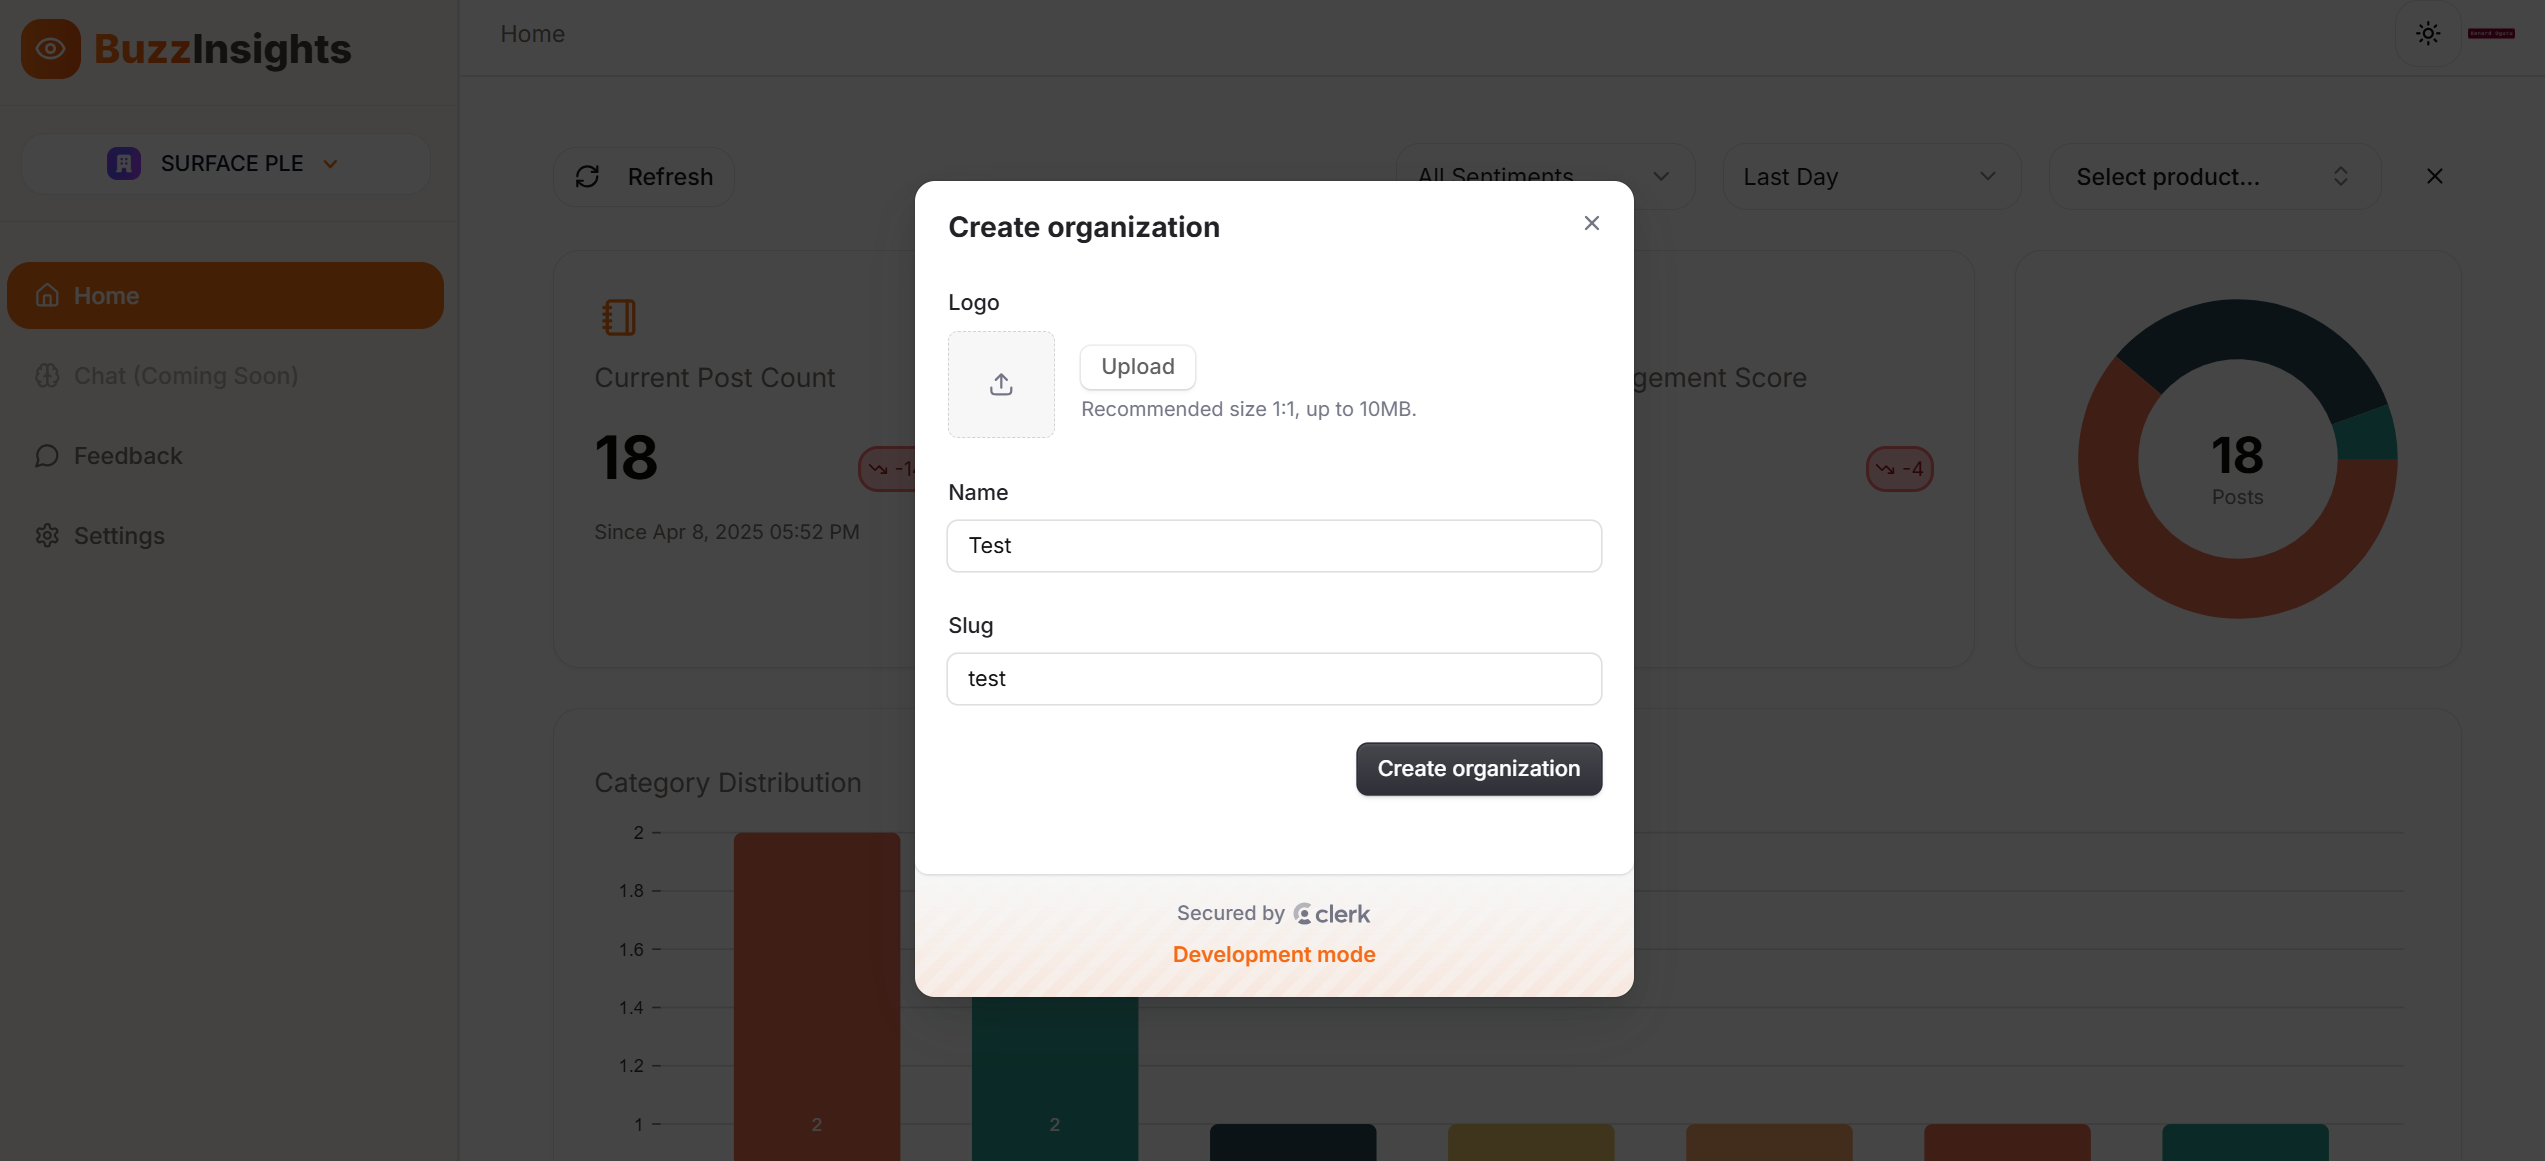 BuzzInsights
Home
SURFACE PLE
Refresh
All Sentiments
Last Day
Select product...
Home
Chat (Coming Soon)
Feedback
Settings
Create organization
Logo
Upload
Recommended size 1:1, up to 10MB.
Name
Test
Slug
test
Create organization
Secured by clerk
Development mode
Current Post Count
18
Since Apr 8, 2025 05:52 PM
gement Score
-4
18
Posts
Category Distribution
2
1.8
1.6
1.4
1.2
1
2
2